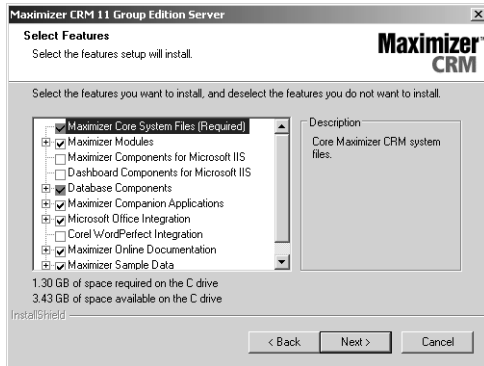 Maximizer CRM 11 Group Edition Server
Select Features
Select the features setup will install.
Maximizer™
CRM
Select the features you want to install, and deselect the features you do not want to install.
Maximizer Core System Files (Required)
Maximizer Modules
Maximizer Components for Microsoft IIS
Dashboard Components for Microsoft IIS
Database Components
Maximizer Companion Applications
Microsoft Office Integration
Corel WordPerfect Integration
Maximizer Online Documentation
Maximizer Sample Data
Description
Core Maximizer CRM system
files.
1.30 GB of space required on the C drive
3.43 GB of space available on the C drive
InstallShield
< Back
Next >
Cancel